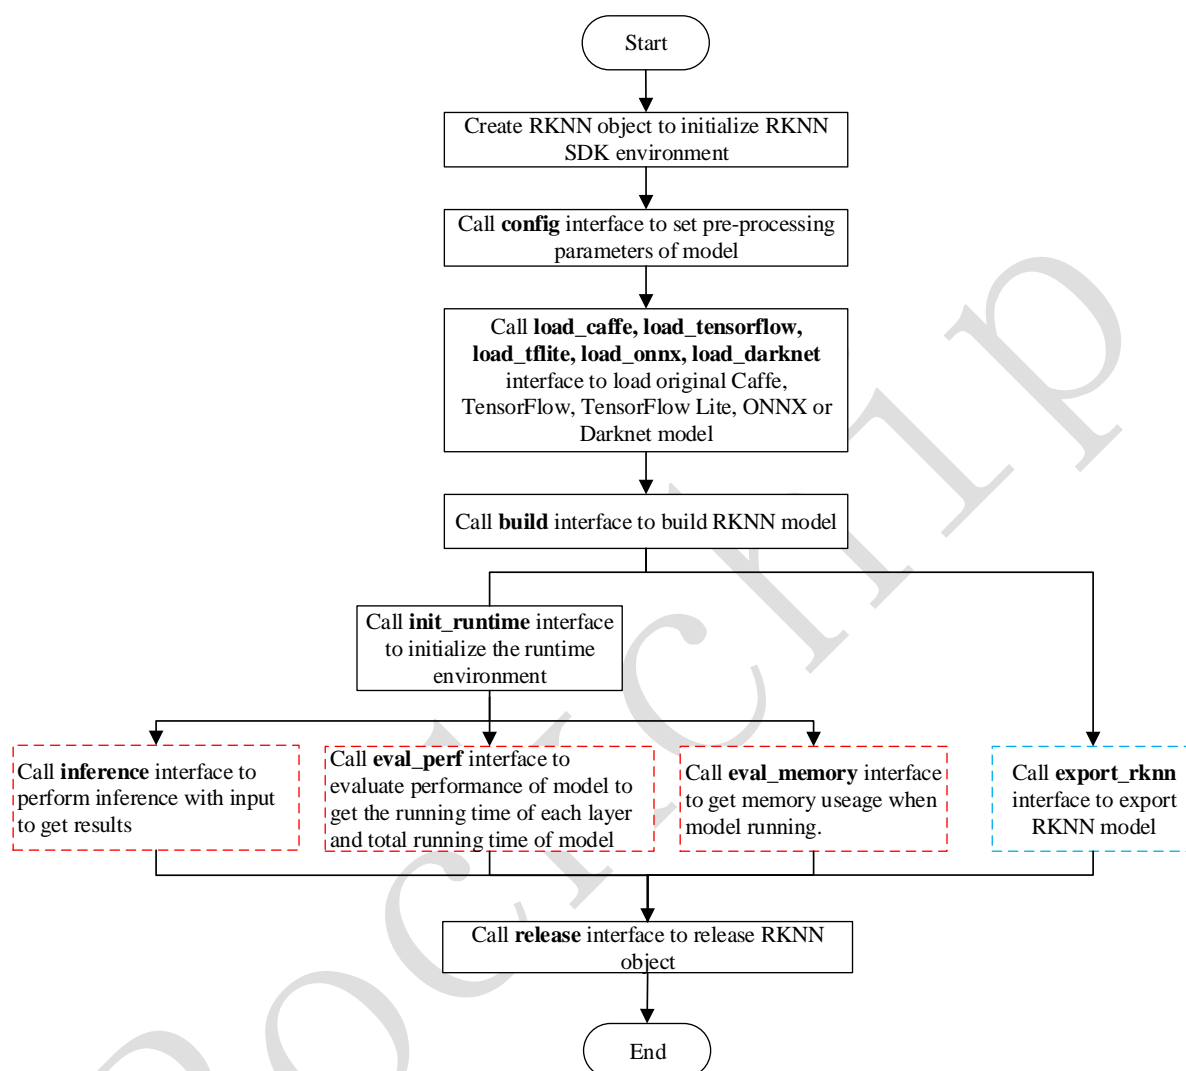 Start
Create RKNN object to initialize RKNN
SDK environment
Call config interface to set pre-processing
parameters of model
Call load_caffe, load_tensorflow,
load_tflite, load_onnx, load_darknet
interface to load original Caffe,
TensorFlow, TensorFlow Lite, ONNX or
Darknet model
Call build interface to build RKNN model
Call init_runtime interface
to initialize the runtime
environment
Call inference interface to
perform inference with input
to get results
Call eval_perf interface to
evaluate performance of model to
get the running time of each layer
and total running time of model
Call eval_memory interface
to get memory useage when
model running.
Call export_rknn
interface to export
RKNN model
Call release interface to release RKNN
object
End
Rockchip